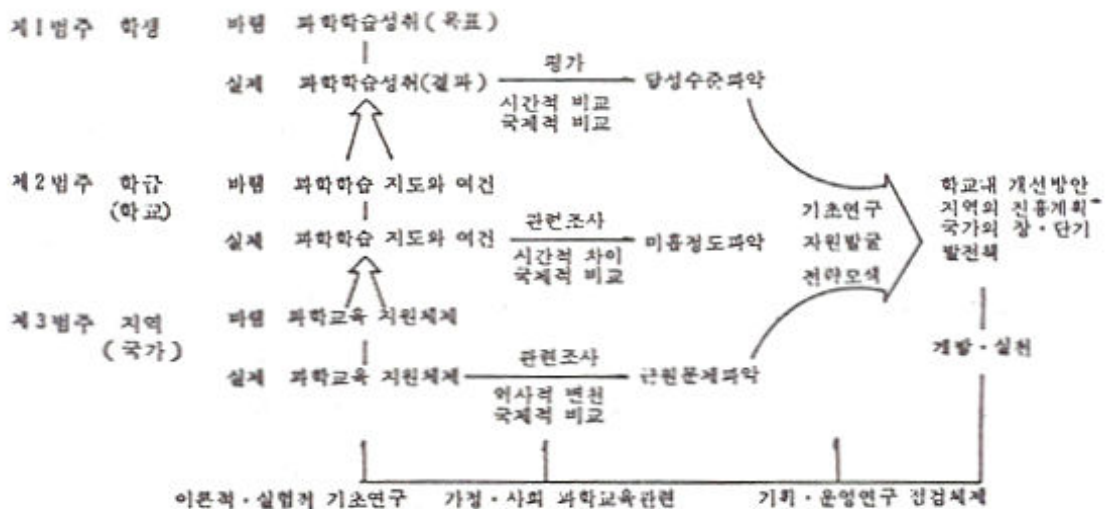 제1범주 학생 바램 과학학습성취(목표)
실제 과학학습성취(결과) 평가 달성수준파악
시간적 비교
국제적 비교
제2범주 학급 바램 과학학습 지도와 여건
(학교)
실제 과학학습 지도와 여건 관련조사 미흡정도파악
시간적 차이
국제적 비교
기초연구
자원발굴
전략모색
학교내 개선방안
지역의 진흥계획
국가의 장·단기
발전책
제3범주 지역 바램 과학교육 지원체제
(국가)
실제 과학교육 지원체제 관련조사 근원문제파악
역사적 변천
국제적 비교
개발·실천
이론적·실험적 기초연구 가정·사회 과학교육관련 기획·운영연구 점검체제